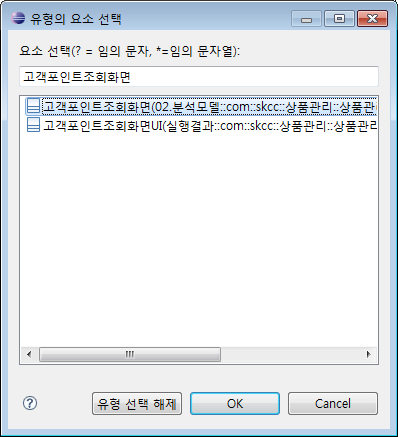 유형의 요소 선택
요소 선택(? = 임의 문자, *=임의 문자열):
고객포인트조회화면
고객포인트조회화면(02.분석모델::com::skcc::상품관리::상품관
고객포인트조회화면UI(실행결과::com::skcc::상품관리::상품관리
유형 선택 해제
OK
Cancel